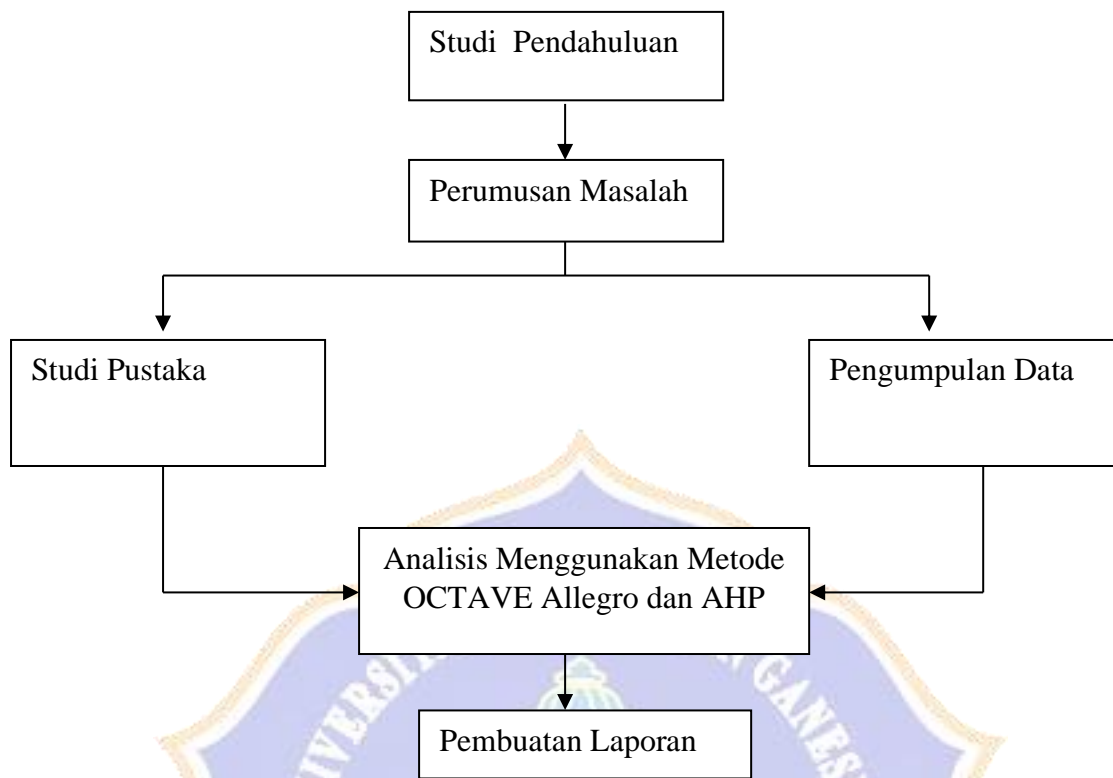 Studi Pendahuluan
Perumusan Masalah
Studi Pustaka
Pengumpulan Data
Analisis Menggunakan Metode
OCTAVE Allegro dan AHP
Pembuatan Laporan